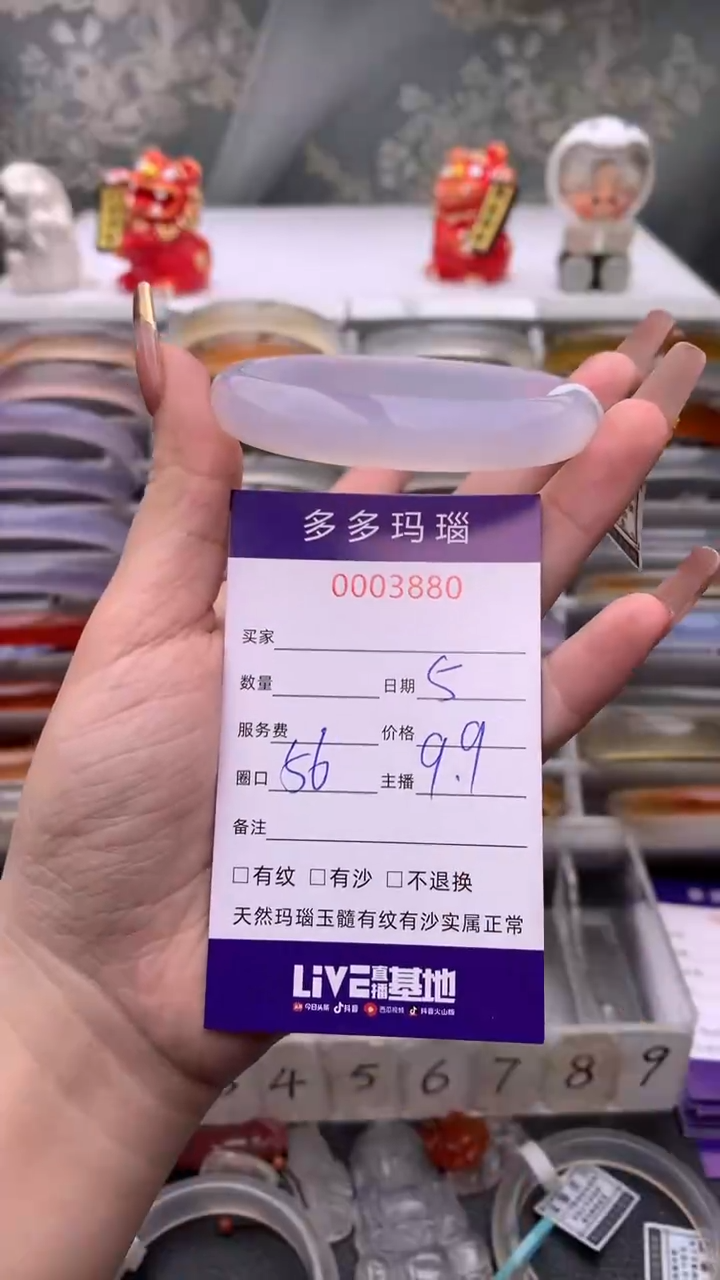 多多玛瑙
0003880
买家
数量 日期 5
服务费 价格 9.9
圈口 56 主播
备注
□有纹 □有沙 □不退换
天然玛瑙玉髓有纹有沙实属正常
LiVE直播基地
今日头条 抖音 西瓜视频 抖音火山版
4 5 6 7 8 9